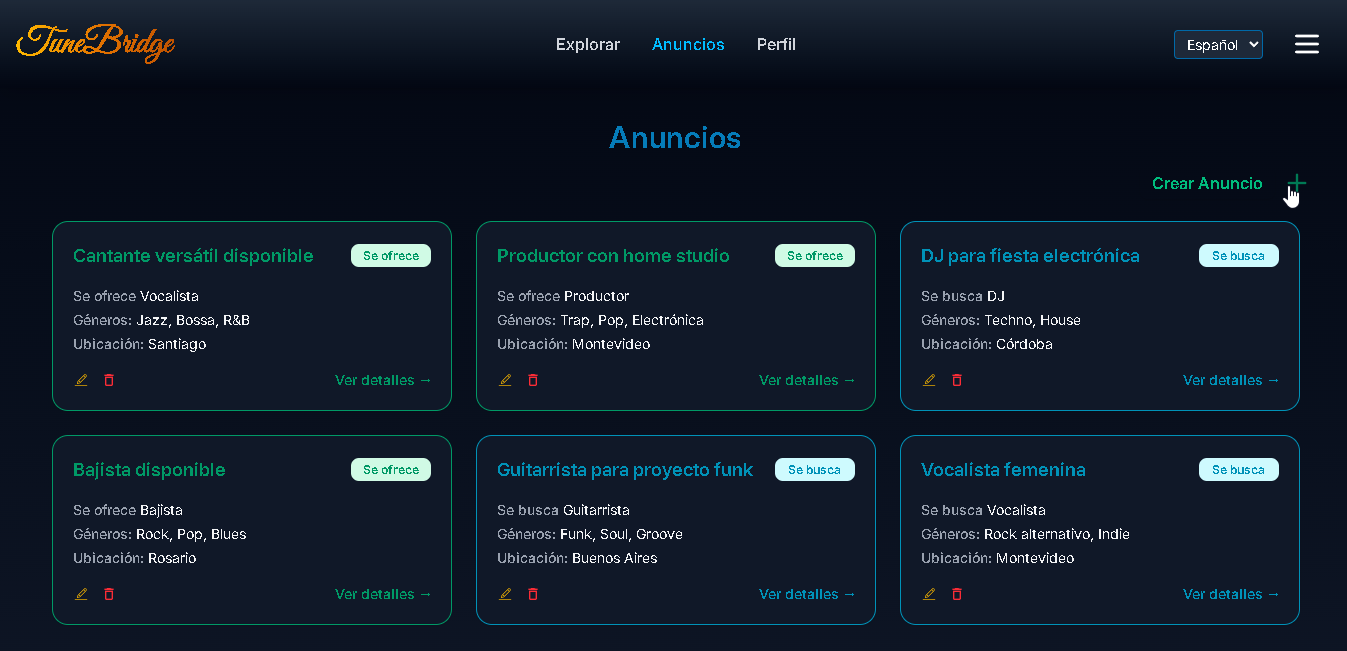 TuneBridge
Explorar Anuncios Perfil
Español
Anuncios
Crear Anuncio
Cantante versátil disponible Se ofrece
Se ofrece Vocalista
Géneros: Jazz, Bossa, R&B
Ubicación: Santiago
Ver detalles →
Productor con home studio Se ofrece
Se ofrece Productor
Géneros: Trap, Pop, Electrónica
Ubicación: Montevideo
Ver detalles →
DJ para fiesta electrónica Se busca
Se busca DJ
Géneros: Techno, House
Ubicación: Córdoba
Ver detalles →
Bajista disponible Se ofrece
Se ofrece Bajista
Géneros: Rock, Pop, Blues
Ubicación: Rosario
Ver detalles →
Guitarrista para proyecto funk Se busca
Se busca Guitarrista
Géneros: Funk, Soul, Groove
Ubicación: Buenos Aires
Ver detalles →
Vocalista femenina Se busca
Se busca Vocalista
Géneros: Rock alternativo, Indie
Ubicación: Montevideo
Ver detalles →